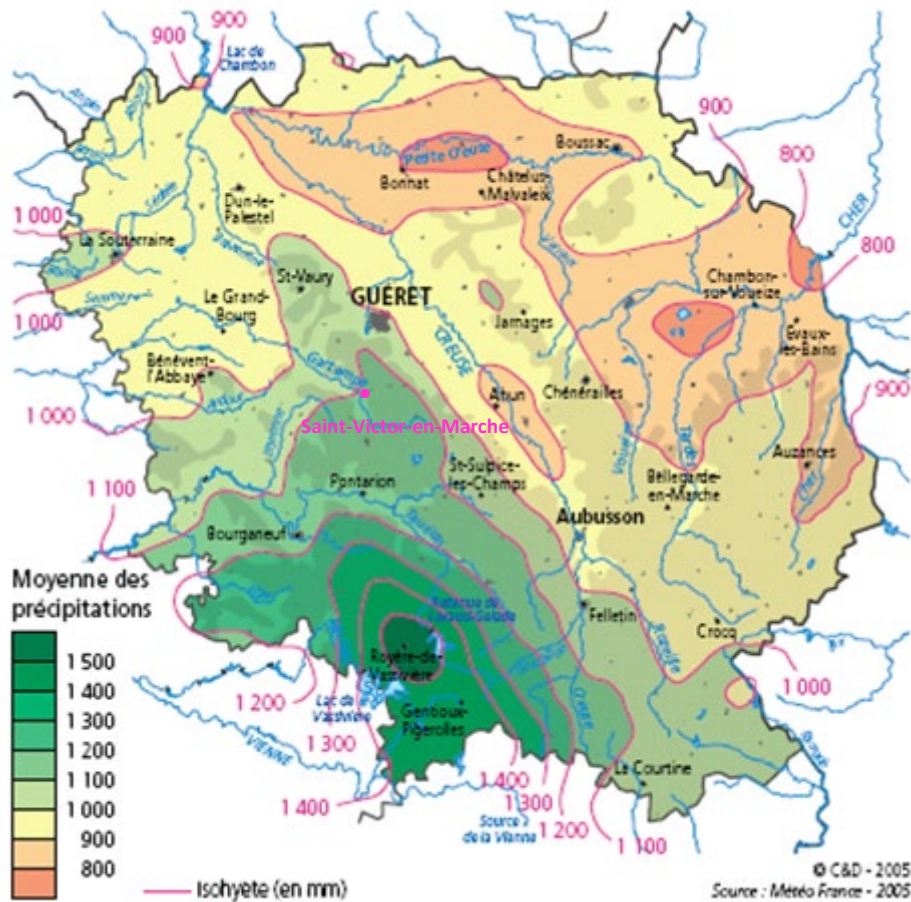 900
900
Lac de
Chambon
900
800
CHER
800
Boussac
Petite Creuse
Bonnat
Châtelus-
Malvaleix
Dun-le-
Palestel
Sédelle
1 000
La Souterraine
St-Vaury
GUÉRET
Chambon-
sur-Voueize
Le Grand-
Bourg
Jarnages
CREUSE
Évaux-
les-Bains
1 000
Bénévent-
l'Abbaye
Gartempe
Ahun
Chénérailles
900
1 000
Saint-Victor-en-Marche
Voueize
Tardes
Auzances
Cher
St-Sulpice-
les-Champs
Bellegarde-
en-Marche
Pontarion
1 100
Bourganeuf
Aubusson
Moyenne des
précipitations
Felletin
Crocq
Royère-de-
Vassivière
1 000
1 200
Lac de
Vassivière
Gentioux-
Pigerolles
1 300
VIENNE
La Courtine
1 400
1 400
1 300
1 200
1 100
Source
de la Vienne
1 500
1 400
1 300
1 200
1 100
1 000
900
800
Isohyète (en mm)
© C&D - 2005
Source : Météo France - 2005